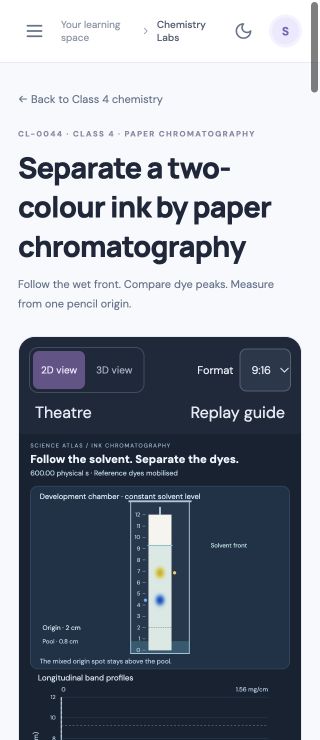 Your learning space
Chemistry Labs
S
← Back to Class 4 chemistry
CL-0044 · CLASS 4 · PAPER CHROMATOGRAPHY
Separate a two-
colour ink by paper
chromatography
Follow the wet front. Compare dye peaks. Measure
from one pencil origin.
2D view
3D view
Format
9:16
Theatre
Replay guide
SCIENCE ATLAS / INK CHROMATOGRAPHY
Follow the solvent. Separate the dyes.
600.00 physical s · Reference dyes mobilised
Development chamber · constant solvent level
12
11
10
9
Solvent front
8
7
6
5
4
3
Origin · 2 cm
2
1
Pool · 0.8 cm
0
The mixed origin spot stays above the pool.
Longitudinal band profiles
0
1.56 mg/cm
12
10
8